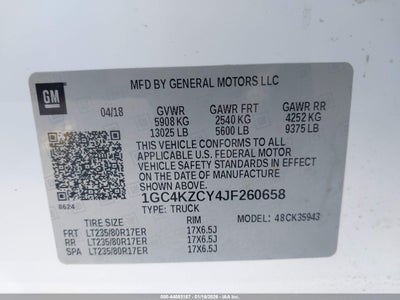 GM
MFD BY GENERAL MOTORS LLC
04/18 GVWR GAWR FRT GAWR RR
5908 KG 2540 KG 4252 KG
13025 LB 5600 LB 9375 LB
THIS VEHICLE CONFORMS TO ALL APPLICABLE
U.S. FEDERAL MOTOR
VEHICLE SAFETY STANDARDS IN EFFECT ON
THE DATE OF MANUFACTURE SHOWN ABOVE.
1GC4KZCY4JF260658
8624 TYPE: TRUCK
TIRE SIZE RIM 48CK35943
FRT LT235/80R17ER 17X6.5J
RR LT235/80R17ER 17X6.5J
SPA LT235/80R17ER 17X6.5J